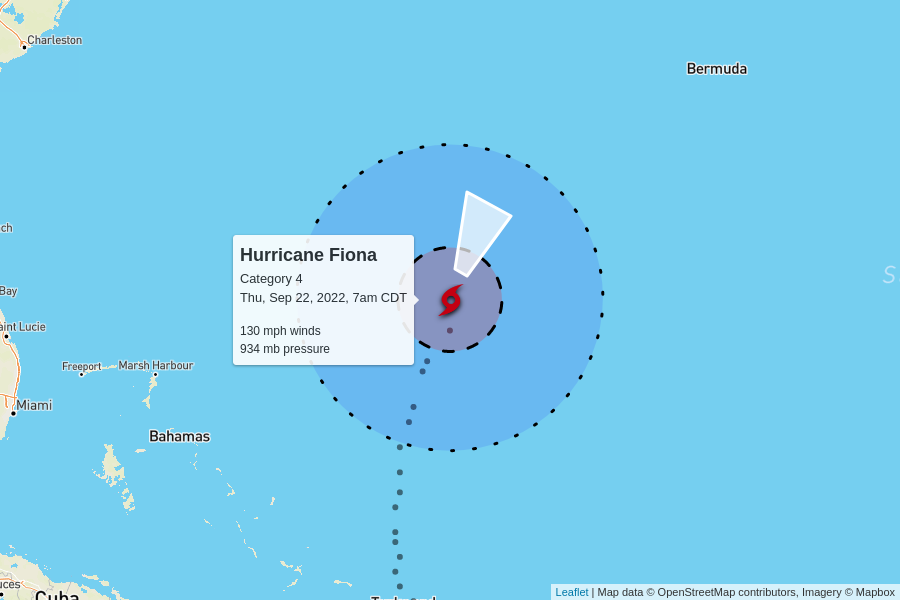 Charleston
Bermuda
ch
Hurricane Fiona
Category 4
Thu, Sep 22, 2022, 7am CDT
130 mph winds
934 mb pressure
S
Bay
aint Lucie
Freeport
Marsh Harbour
Miami
Bahamas
uces
Cuba
Leaflet | Map data © OpenStreetMap contributors, Imagery © Mapbox